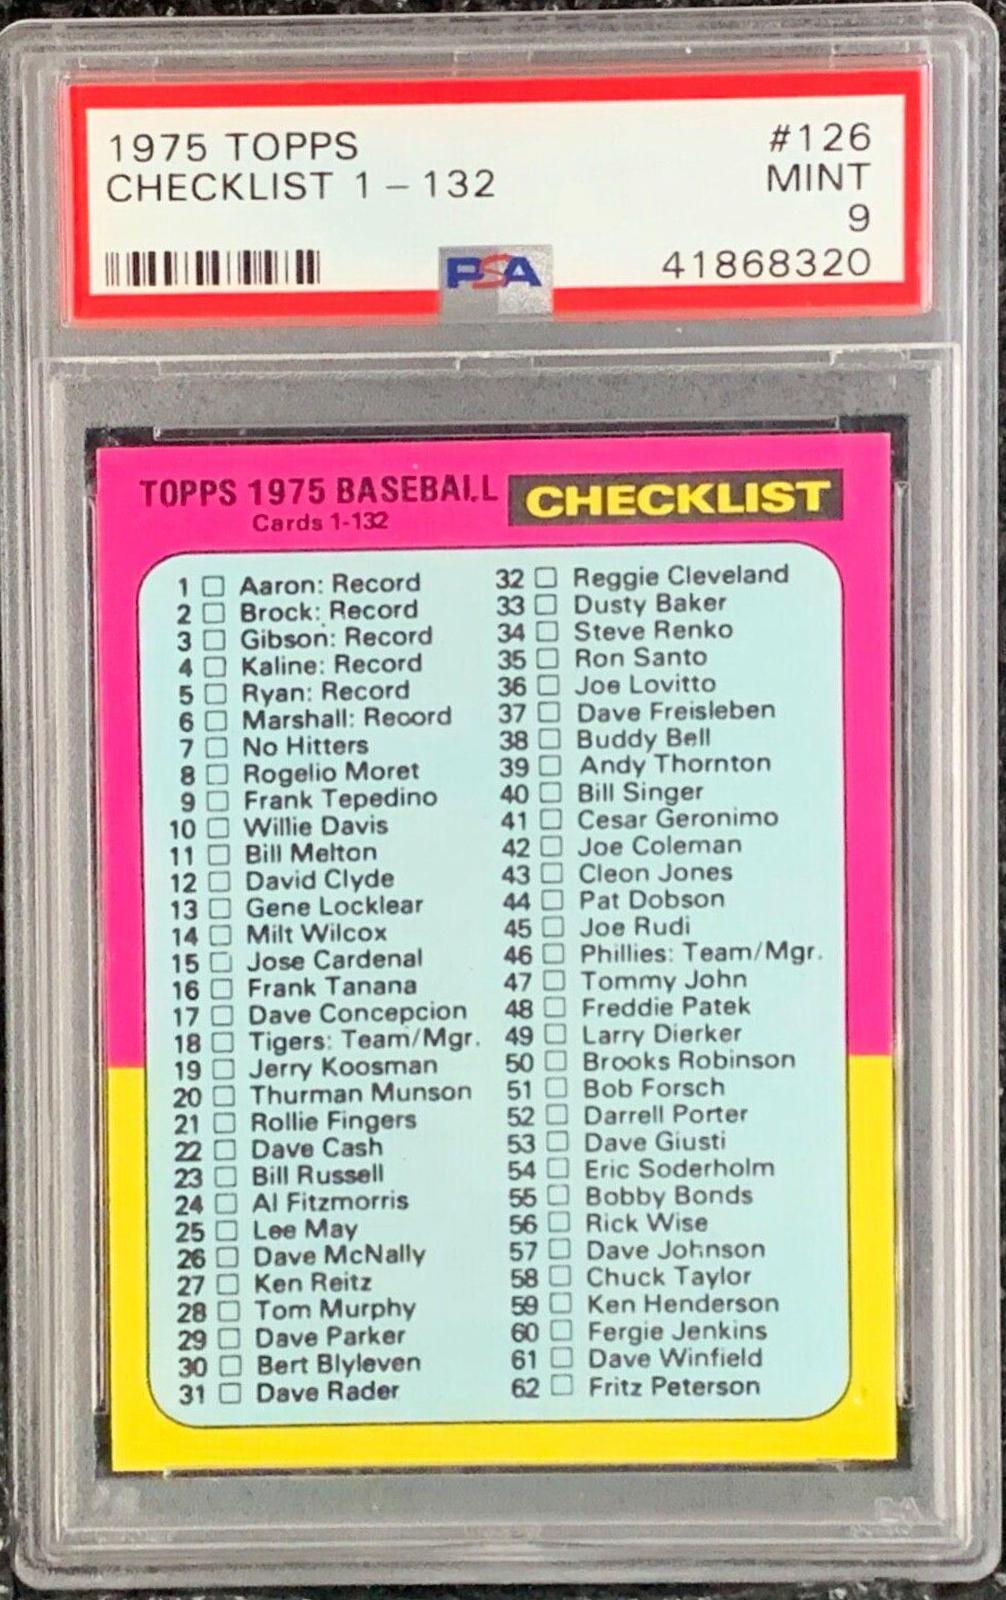 1975 TOPPS #126
CHECKLIST 1 – 132 MINT
9
PSA 41868320
TOPPS 1975 BASEBALL CHECKLIST
Cards 1-132
1 Aaron: Record
2 Brock: Record
3 Gibson: Record
4 Kaline: Record
5 Ryan: Record
6 Marshall: Record
7 No Hitters
8 Rogelio Moret
9 Frank Tepedino
10 Willie Davis
11 Bill Melton
12 David Clyde
13 Gene Locklear
14 Milt Wilcox
15 Jose Cardenal
16 Frank Tanana
17 Dave Concepcion
18 Tigers: Team/Mgr.
19 Jerry Koosman
20 Thurman Munson
21 Rollie Fingers
22 Dave Cash
23 Bill Russell
24 Al Fitzmorris
25 Lee May
26 Dave McNally
27 Ken Reitz
28 Tom Murphy
29 Dave Parker
30 Bert Blyleven
31 Dave Rader
32 Reggie Cleveland
33 Dusty Baker
34 Steve Renko
35 Ron Santo
36 Joe Lovitto
37 Dave Freisleben
38 Buddy Bell
39 Andy Thornton
40 Bill Singer
41 Cesar Geronimo
42 Joe Coleman
43 Cleon Jones
44 Pat Dobson
45 Joe Rudi
46 Phillies: Team/Mgr.
47 Tommy John
48 Freddie Patek
49 Larry Dierker
50 Brooks Robinson
51 Bob Forsch
52 Darrell Porter
53 Dave Giusti
54 Eric Soderholm
55 Bobby Bonds
56 Rick Wise
57 Dave Johnson
58 Chuck Taylor
59 Ken Henderson
60 Fergie Jenkins
61 Dave Winfield
62 Fritz Peterson